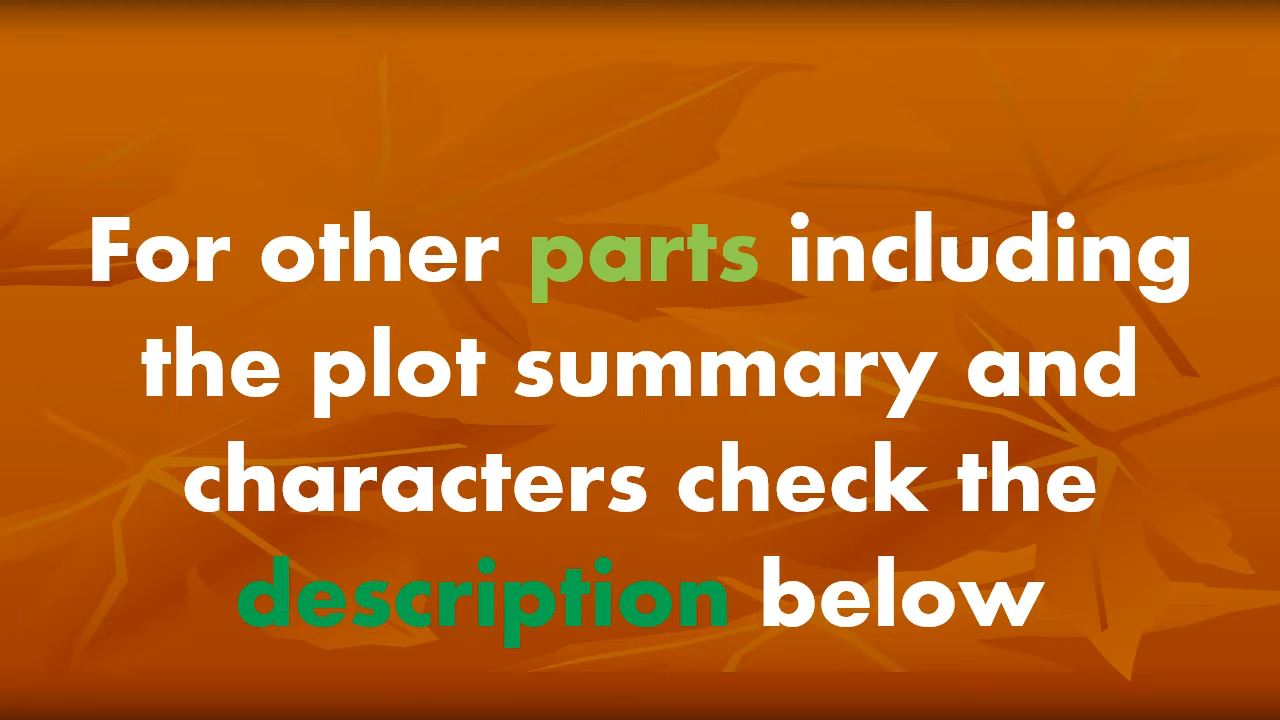 For other parts including
the plot summary and
characters check the
description below